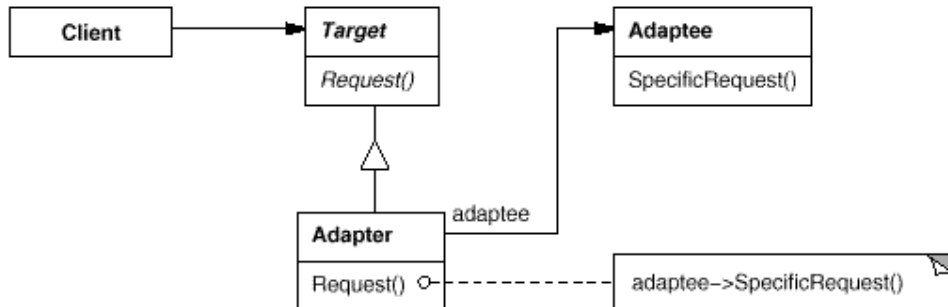 Client
Target
Request()
Adaptee
SpecificRequest()
adaptee
Adapter
Request()
adaptee->SpecificRequest()